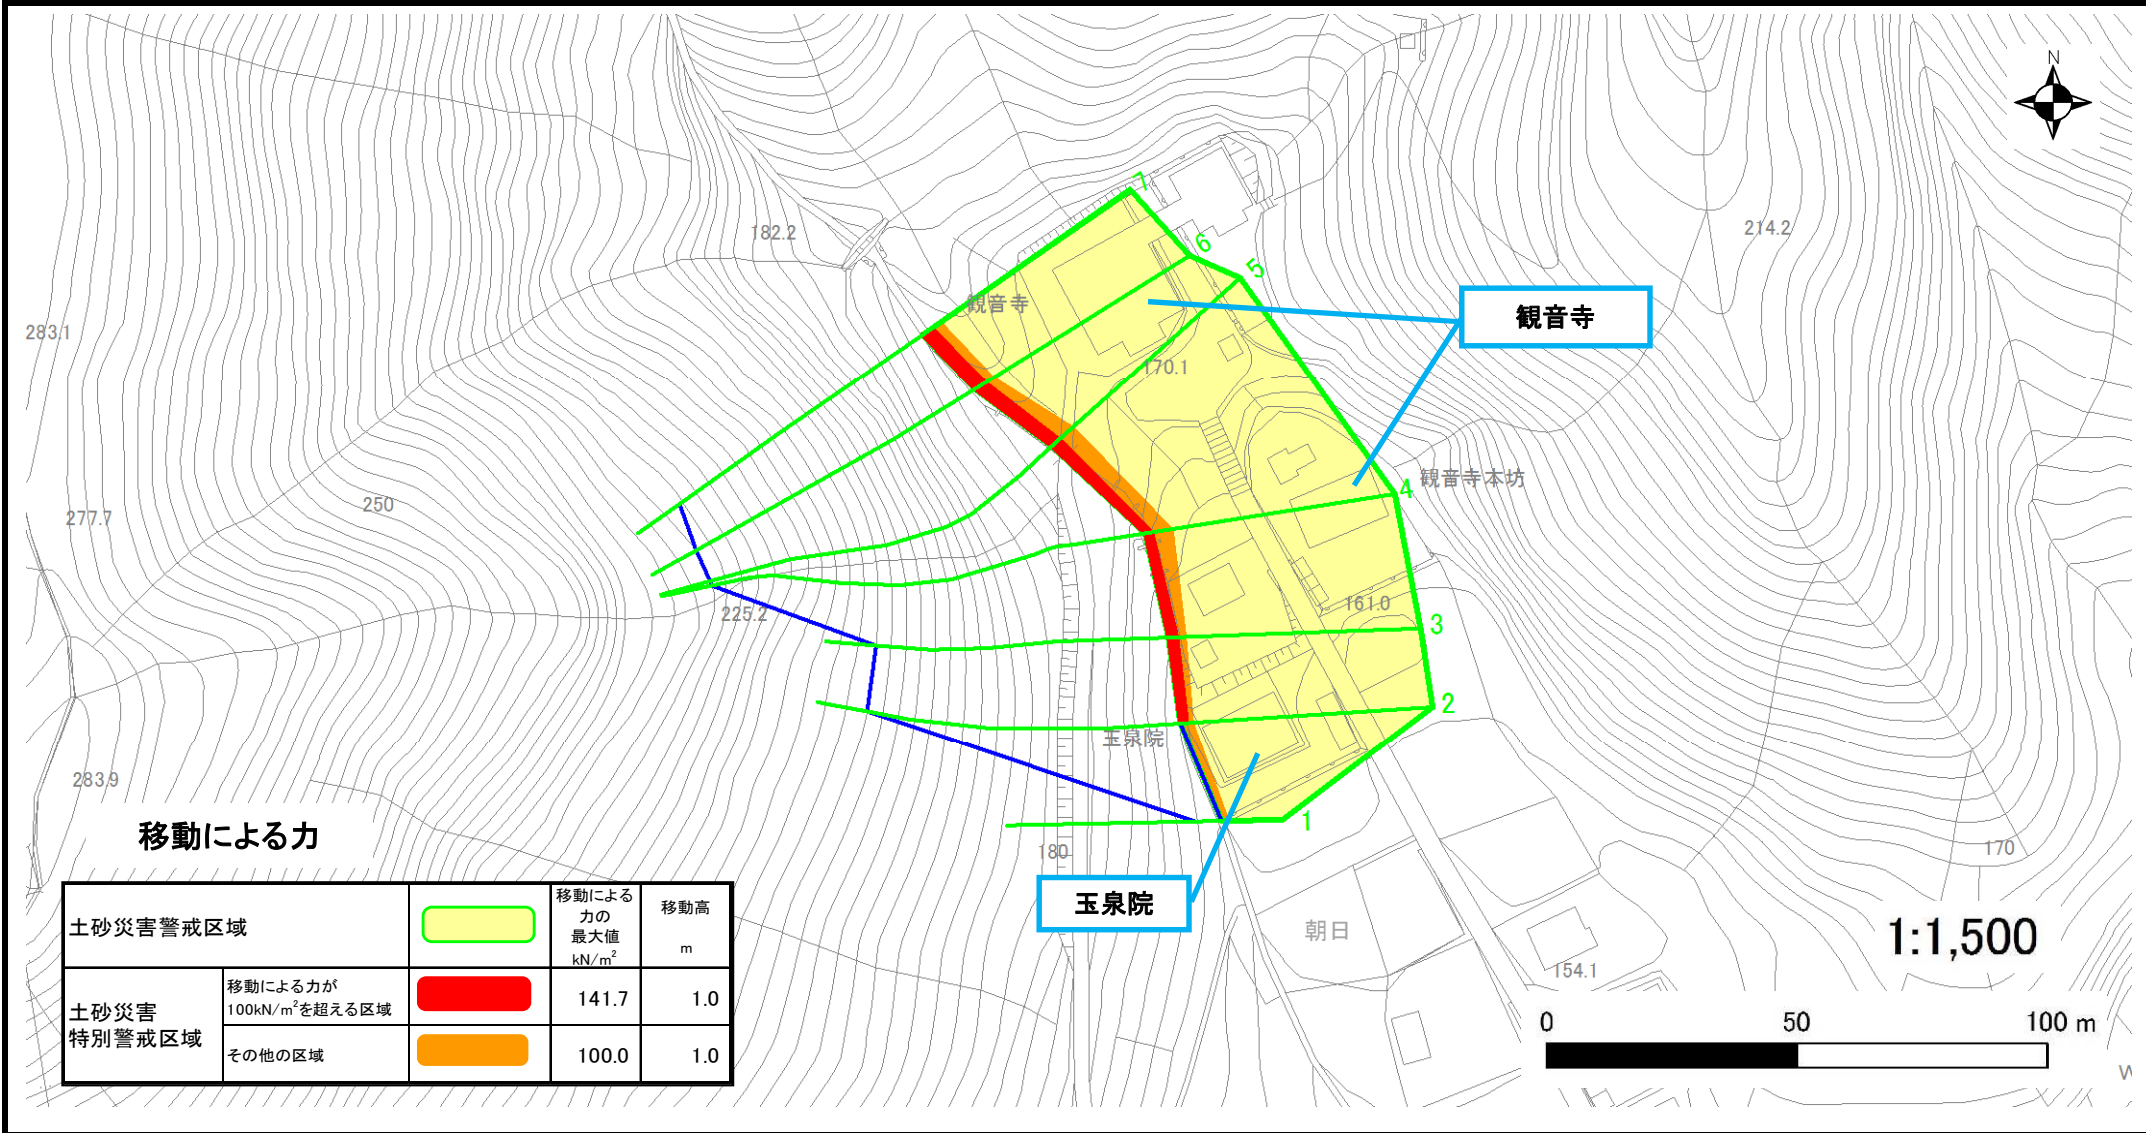 N
7
182.2
6
214.2
5
観音寺
観音寺
283.1
170.1
観音寺本坊
4
250
277.7
161.0
225.2
3
2
玉泉院
283.9
1
移動による力
170
180
玉泉院
朝日
1:1,500
154.1
0 50 100 m
W
土砂災害警戒区域
移動による
力の
最大値
kN/m²
移動高
m
土砂災害
特別警戒区域
移動による力が
100kN/m²を超える区域
141.7 1.0
その他の区域
100.0 1.0